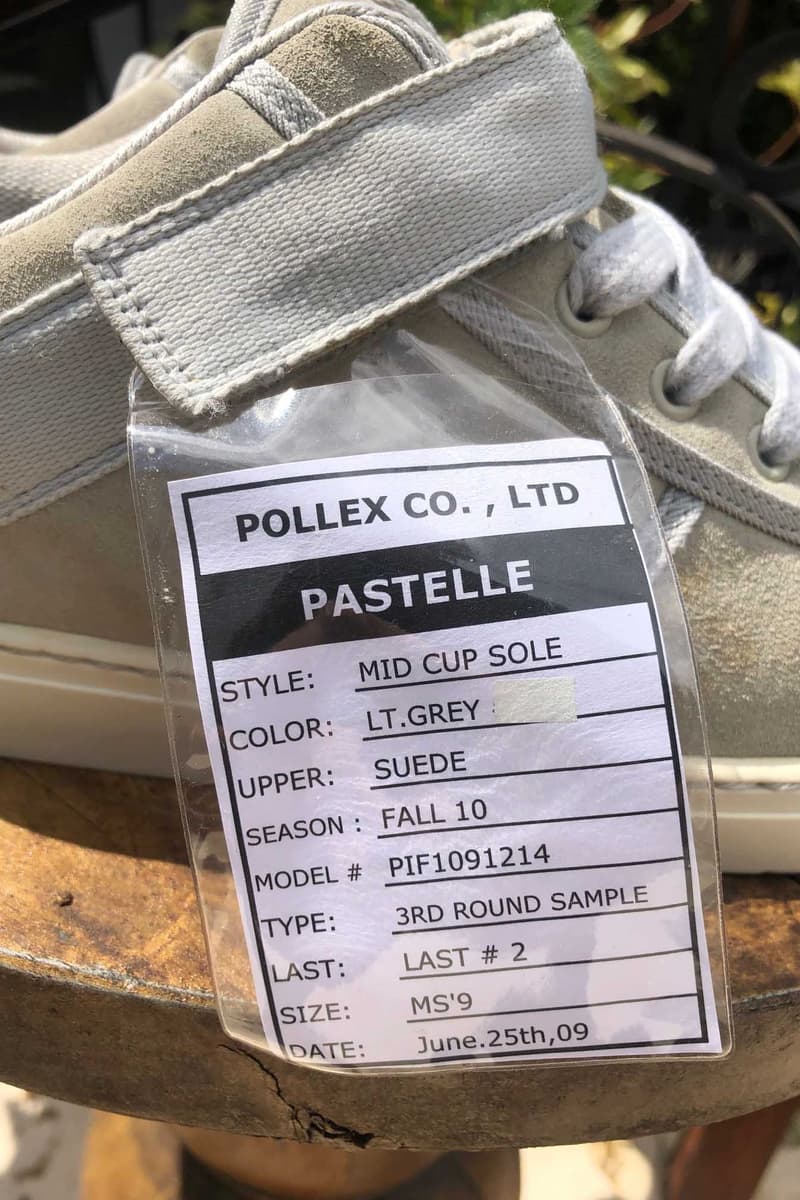 POLLEX CO. , LTD
PASTELLE
STYLE: MID CUP SOLE
COLOR: LT.GREY
UPPER: SUEDE
SEASON : FALL 10
MODEL # PIF1091214
TYPE: 3RD ROUND SAMPLE
LAST: LAST # 2
SIZE: MS'9
DATE: June.25th,09